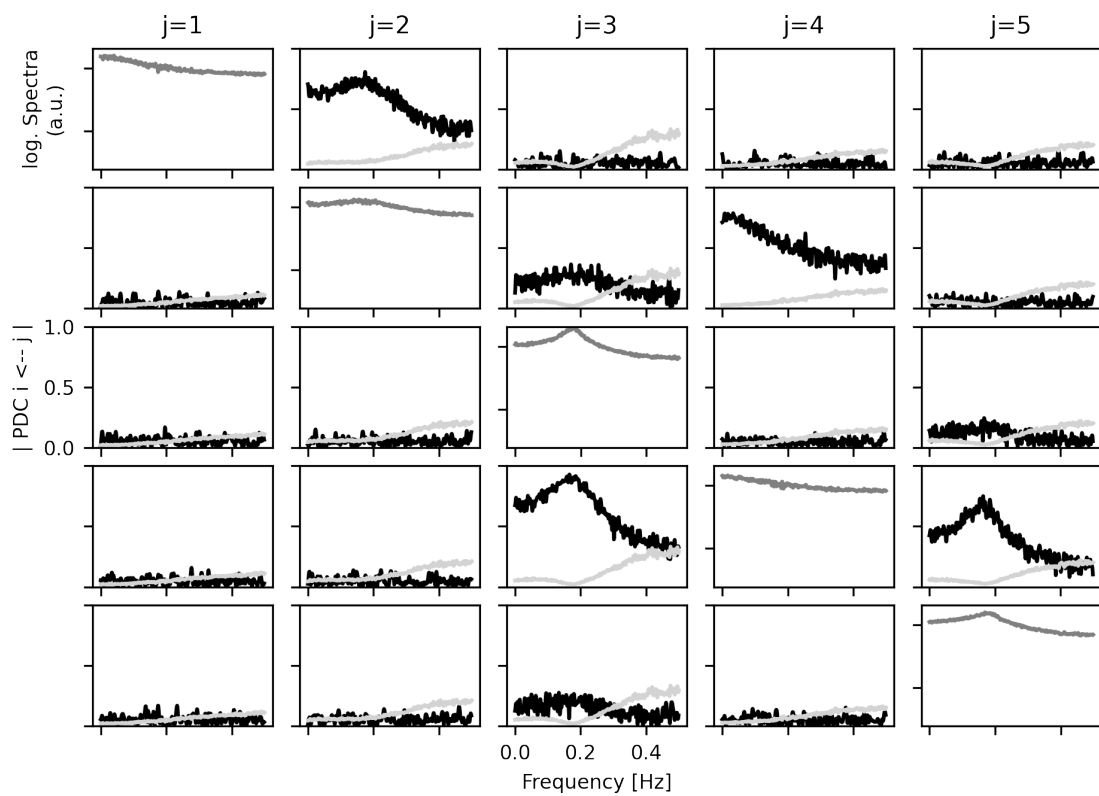 j=1 j=2 j=3 j=4 j=5
log. Spectra
(a.u.)
| PDC i <-- j |
1.0
0.5
0.0
0.0 0.2 0.4
Frequency [Hz]